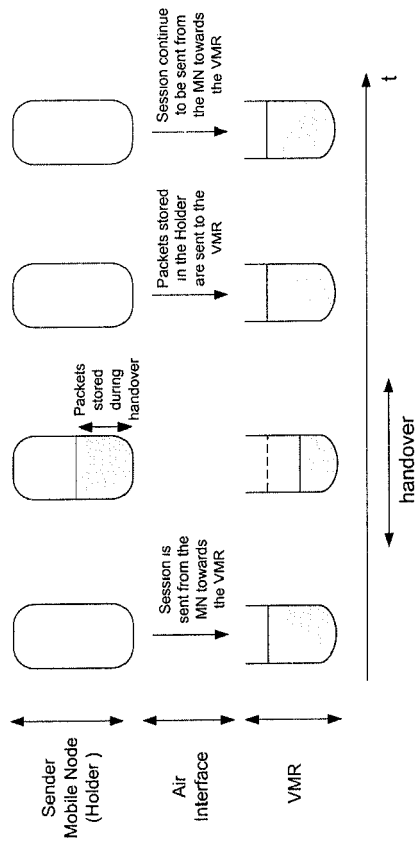 Sender
Mobile Node
(Holder )
Air
Interface
VMR
Session is
sent from the
MN towards
the VMR
Packets
stored
during
handover
Packets stored
in the Holder
are sent to the
VMR
Session continue
to be sent from
the MN towards
the VMR
handover
t